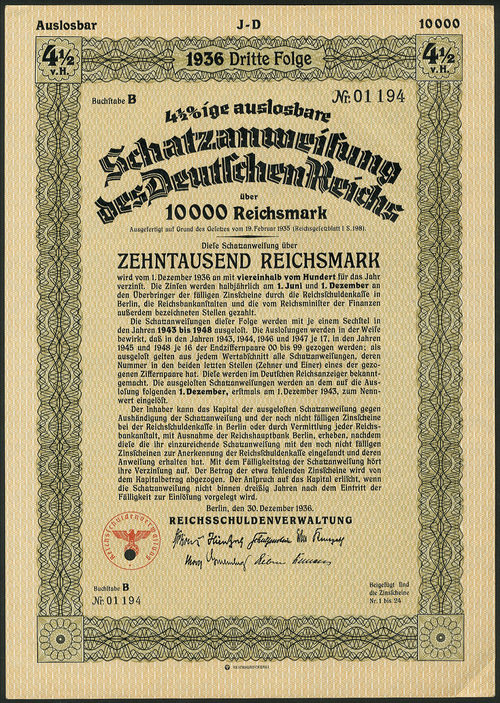 Auslosbar J-D 10000
4½ v.H. 1936 Dritte Folge 4½ v.H.
Buchstabe B №: 01 194
4½%ige auslosbare
Schatzanweisung
des Deutschen Reichs
über
10 000 Reichsmark
Ausgefertigt auf Grund des Gesetzes vom 19. Februar 1935 (Reichsgesetzblatt I S. 198).
Diese Schatzanweisung über
ZEHNTAUSEND REICHSMARK
wird vom 1. Dezember 1936 an mit viereinhalb vom Hundert für das Jahr
verzinst. Die Zinsen werden halbjährlich am 1. Juni und 1. Dezember an
den Überbringer der fälligen Zinsscheine durch die Reichsschuldenkasse in
Berlin, die Reichsbankanstalten und die vom Reichsminister der Finanzen
außerdem bezeichneten Stellen gezahlt.
Die Schatzanweisungen dieser Folge werden mit je einem Sechstel in
den Jahren 1943 bis 1948 ausgelost. Die Auslosungen werden in der Weise
bewirkt, daß in den Jahren 1943, 1944, 1946 und 1947 je 17, in den Jahren
1945 und 1948 je 16 der Endziffernpaare 00 bis 99 gezogen werden; als
ausgelost gelten aus jedem Wertabschnitt alle Schatzanweisungen, deren
Nummer in den beiden letzten Stellen (Zehner und Einer) eines der gezo-
genen Ziffernpaare hat. Diese werden im Deutschen Reichsanzeiger bekannt-
gemacht. Die ausgelosten Schatzanweisungen werden an dem auf die Aus-
losung folgenden 1. Dezember, erstmals am 1. Dezember 1943, zum Nenn-
wert eingelöst.
Der Inhaber kann das Kapital der ausgelosten Schatzanweisung gegen
Aushändigung der Schatzanweisung und der noch nicht fälligen Zinsscheine
bei der Reichsschuldenkasse in Berlin oder durch Vermittlung jeder Reichs-
bankanstalt, mit Ausnahme der Reichshauptbank Berlin, erheben, nachdem
diese die ihr einzureichende Schatzanweisung mit den noch nicht fälligen
Zinsscheinen zur Anerkennung der Reichsschuldenkasse eingesandt und deren
Anweisung erhalten hat. Mit dem Fälligkeitstag der Schatzanweisung hört
ihre Verzinsung auf. Der Betrag der etwa fehlenden Zinsscheine wird von
dem Kapitalbetrag abgezogen. Der Anspruch auf das Kapital erlischt, wenn
die Schatzanweisung nicht binnen dreißig Jahren nach dem Eintritt der
Fälligkeit zur Einlösung vorgelegt wird.
Berlin, den 30. Dezember 1936.
REICHSSCHULDENVERWALTUNG
Reichsschuldenverwaltung
Buchstabe B
№: 01 194
Beigefügt sind
die Zinsscheine
Nr. 1 bis 24
REICHSDRUCKEREI